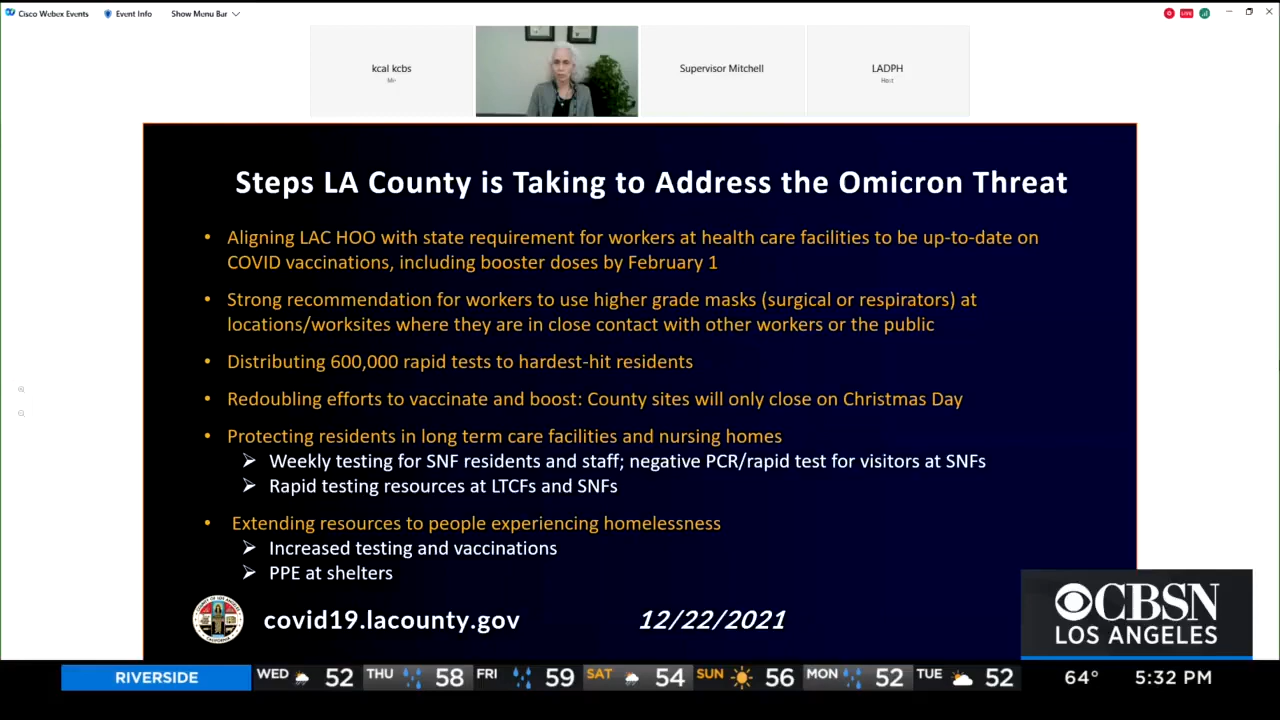 Cisco Webex Events
Event Info
Show Menu Bar
LIVE
kcal kcbs
Me
Supervisor Mitchell
LADPH
Host
Steps LA County is Taking to Address the Omicron Threat
• Aligning LAC HOO with state requirement for workers at health care facilities to be up-to-date on
COVID vaccinations, including booster doses by February 1
• Strong recommendation for workers to use higher grade masks (surgical or respirators) at
locations/worksites where they are in close contact with other workers or the public
• Distributing 600,000 rapid tests to hardest-hit residents
• Redoubling efforts to vaccinate and boost: County sites will only close on Christmas Day
• Protecting residents in long term care facilities and nursing homes
➢ Weekly testing for SNF residents and staff; negative PCR/rapid test for visitors at SNFs
➢ Rapid testing resources at LTCFs and SNFs
• Extending resources to people experiencing homelessness
➢ Increased testing and vaccinations
➢ PPE at shelters
covid19.lacounty.gov
12/22/2021
CBSN
LOS ANGELES
RIVERSIDE WED 52 THU 58 FRI 59 SAT 54 SUN 56 MON 52 TUE 52 64° 5:32 PM